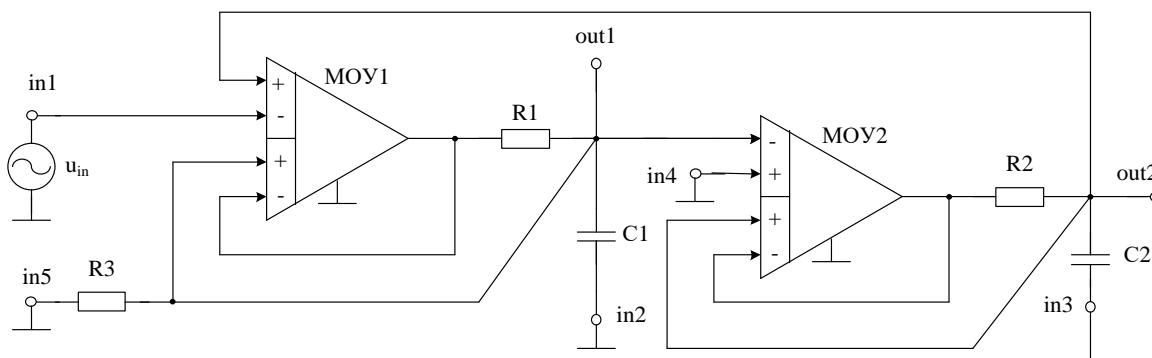 out1
in1
МОУ1
+
-
R1
МОУ2
u_in
+
-
-
+
in4
R2
out2
+
-
C1
C2
R3
in5
in2
in3